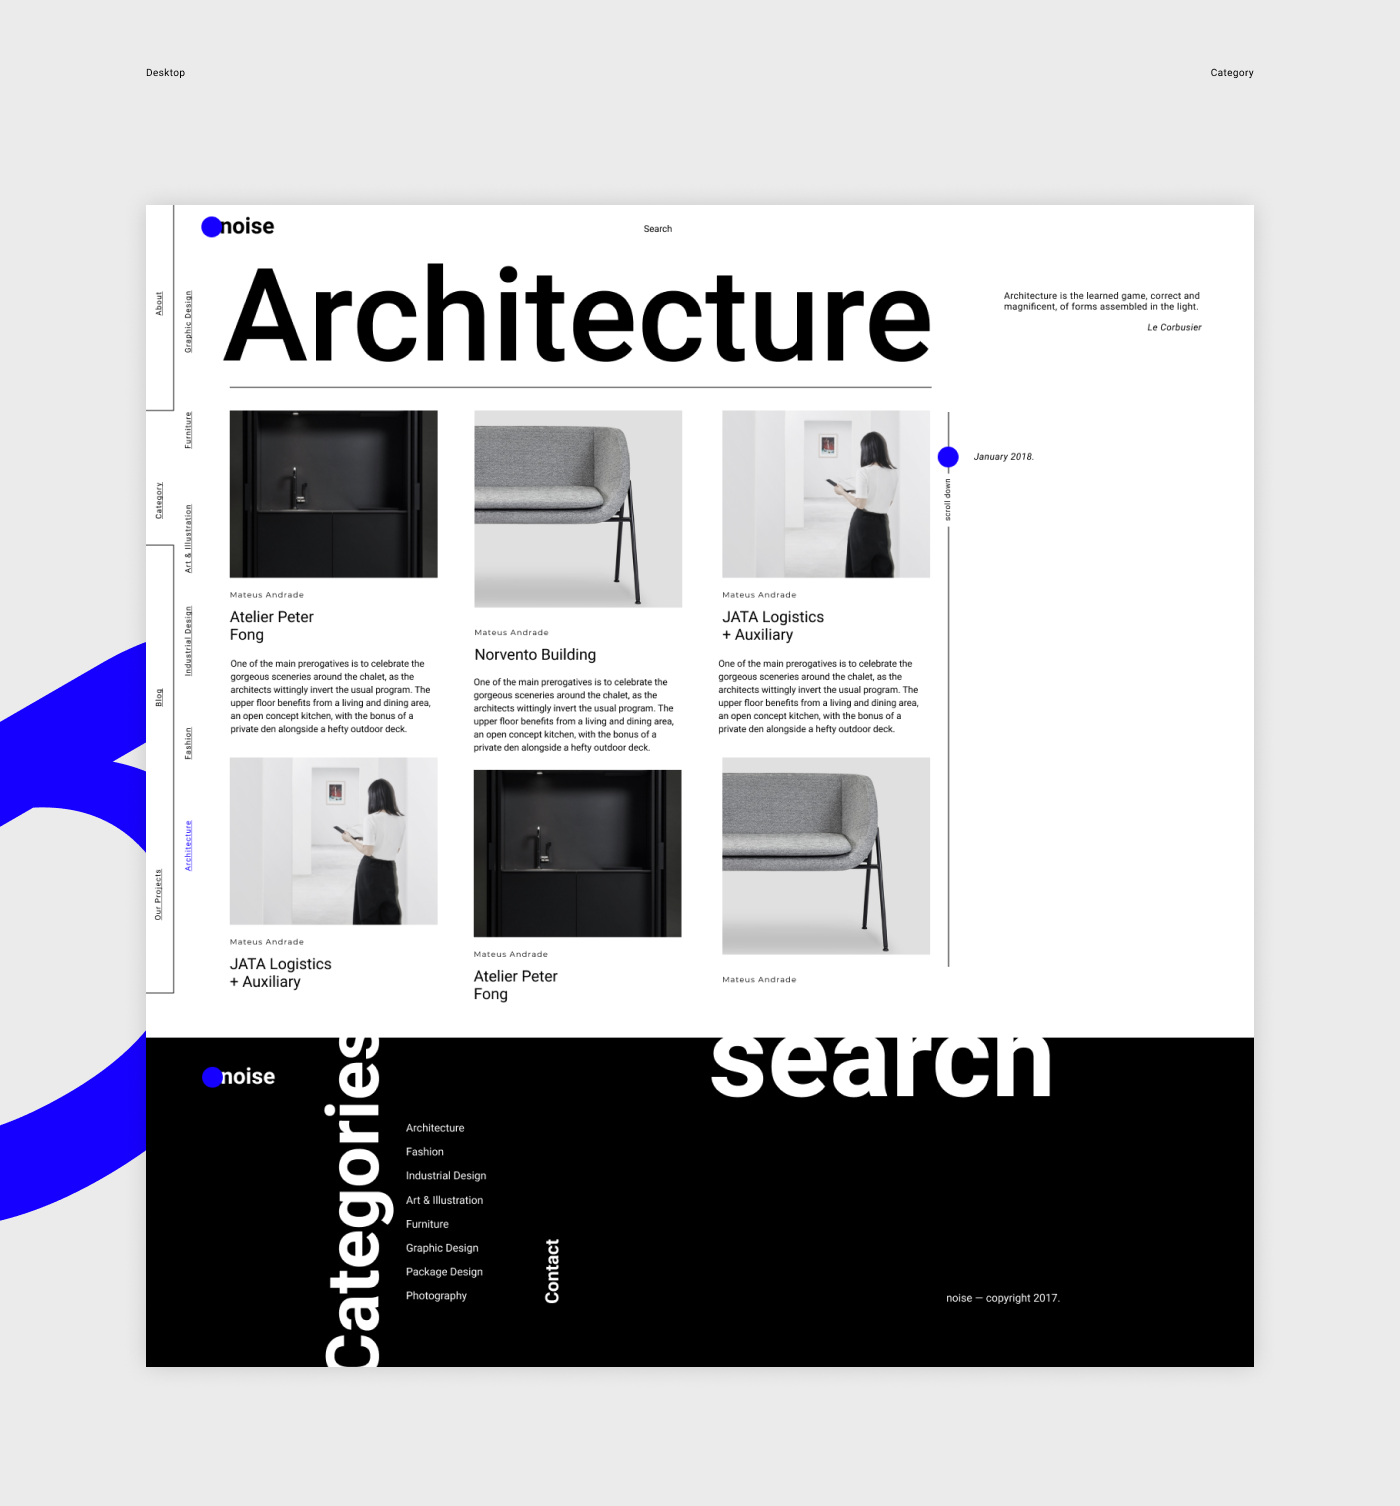 Desktop
Category
noise
Search
Architecture
Architecture is the learned game, correct and
magnificent, of forms assembled in the light.
Le Corbusier
About
Category
Blog
Our Projects
Graphic Design
Furniture
Art & Illustration
Industrial Design
Fashion
Architecture
Mateus Andrade
Atelier Peter
Fong
One of the main prerogatives is to celebrate the
gorgeous sceneries around the chalet, as the
architects wittingly invert the usual program. The
upper floor benefits from a living and dining area,
an open concept kitchen, with the bonus of a
private den alongside a hefty outdoor deck.
Mateus Andrade
Norvento Building
One of the main prerogatives is to celebrate the
gorgeous sceneries around the chalet, as the
architects wittingly invert the usual program. The
upper floor benefits from a living and dining area,
an open concept kitchen, with the bonus of a
private den alongside a hefty outdoor deck.
Mateus Andrade
JATA Logistics
+ Auxiliary
One of the main prerogatives is to celebrate the
gorgeous sceneries around the chalet, as the
architects wittingly invert the usual program. The
upper floor benefits from a living and dining area,
an open concept kitchen, with the bonus of a
private den alongside a hefty outdoor deck.
January 2018.
scroll down
Mateus Andrade
JATA Logistics
+ Auxiliary
Mateus Andrade
Atelier Peter
Fong
Mateus Andrade
noise
Categories
Architecture
Fashion
Industrial Design
Art & Illustration
Furniture
Graphic Design
Package Design
Photography
Contact
search
noise — copyright 2017.